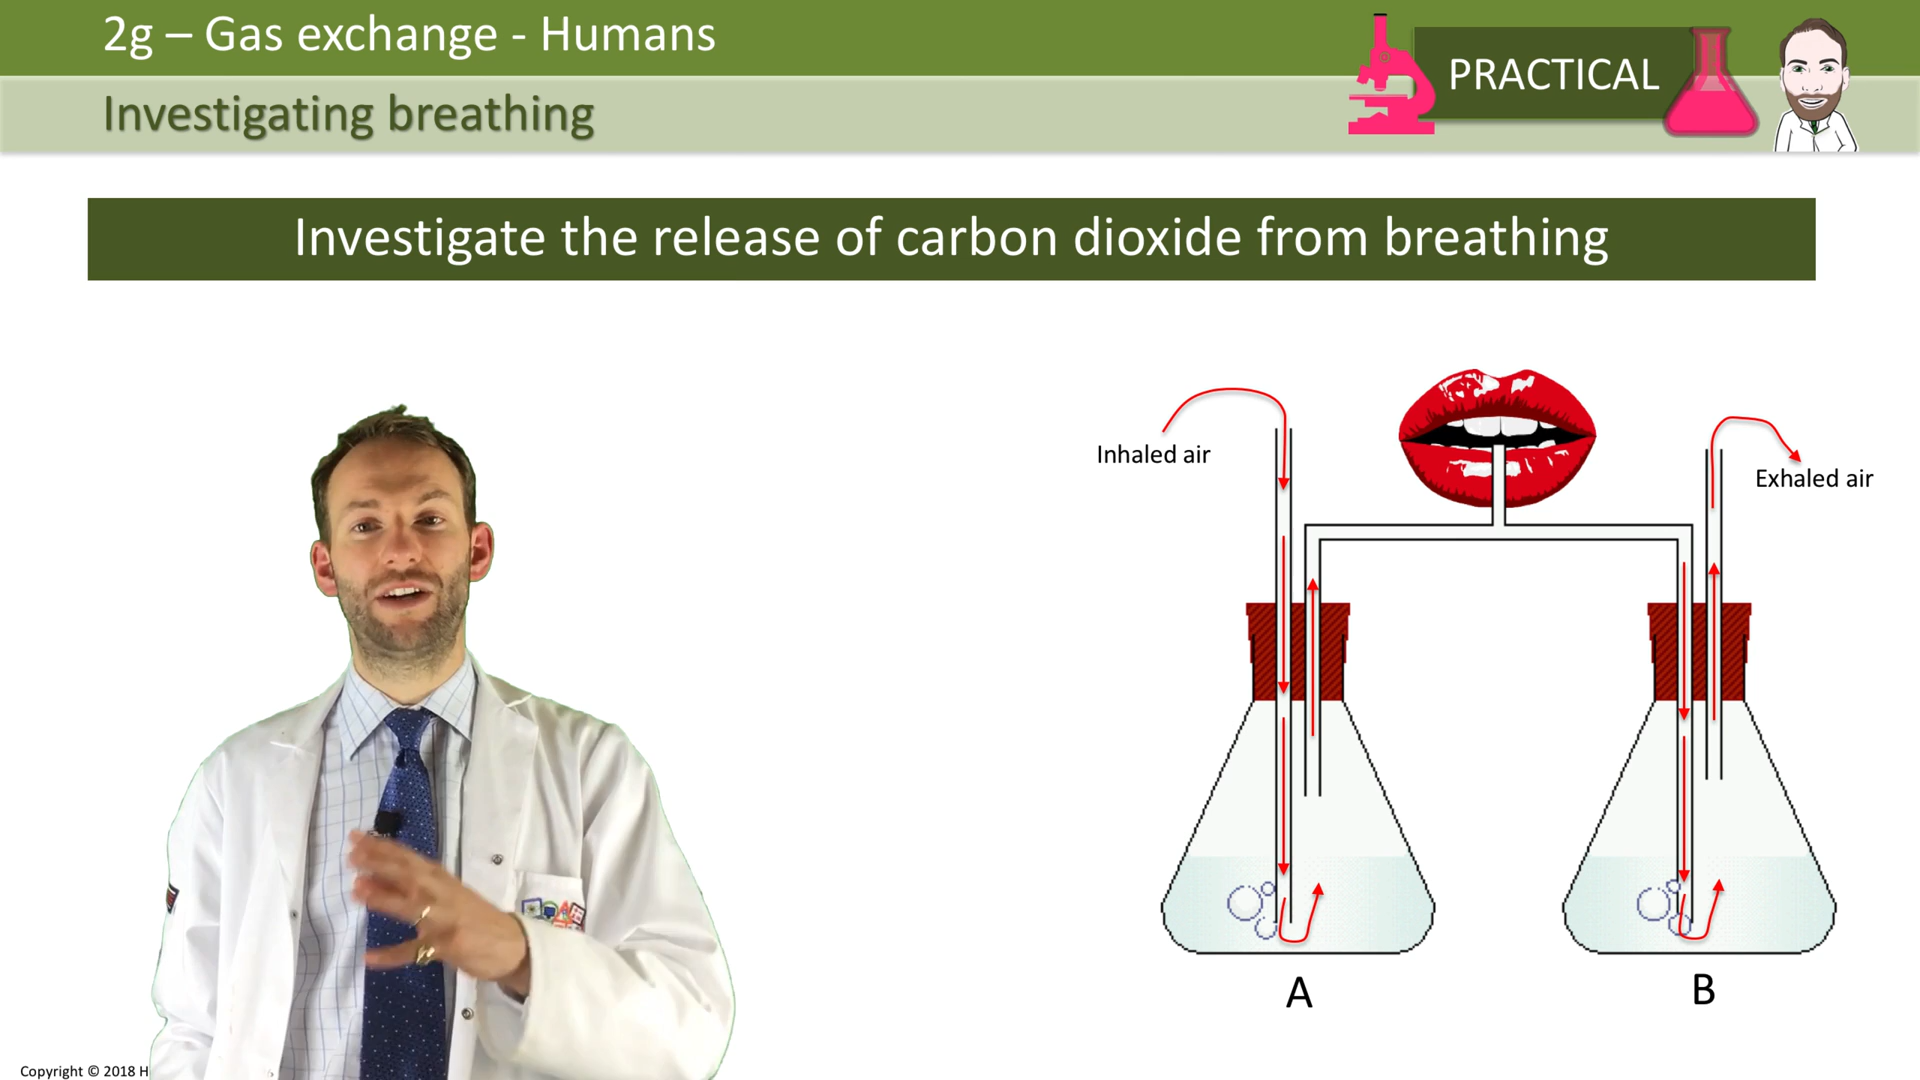 2g – Gas exchange - Humans
PRACTICAL
Investigating breathing
Investigate the release of carbon dioxide from breathing
Inhaled air
Exhaled air
A
B
Copyright © 2018 H